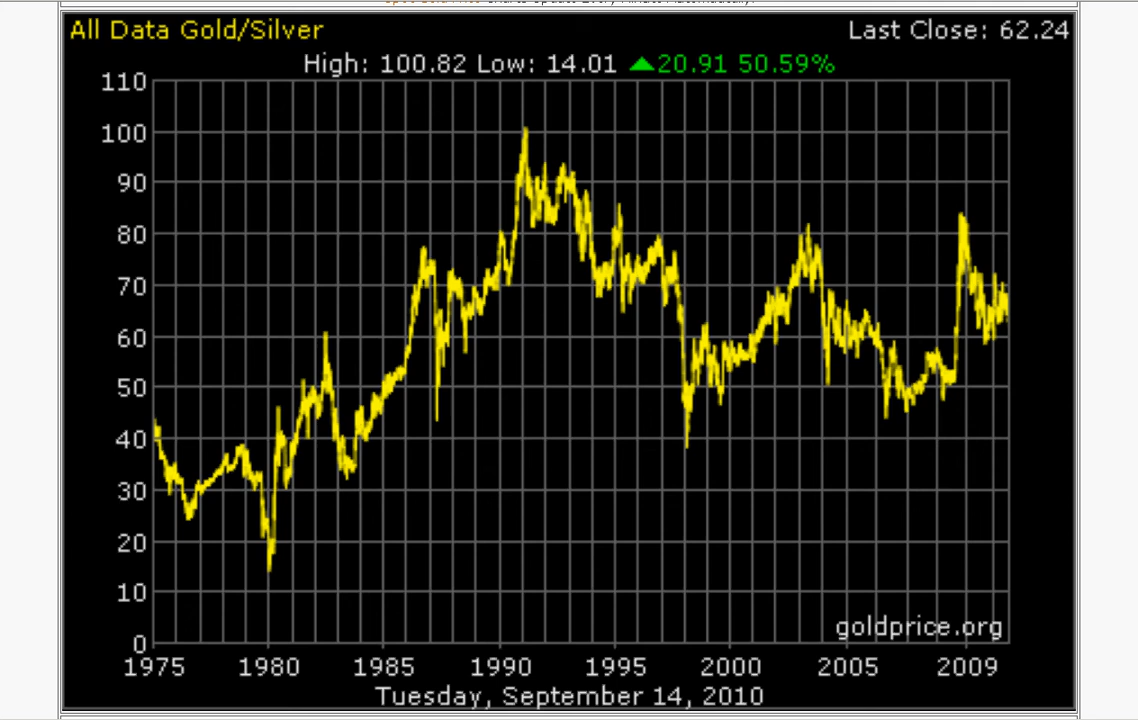 All Data Gold/Silver
Last Close: 62.24
High: 100.82 Low: 14.01 ▲20.91 50.59%
110
100
90
80
70
60
50
40
30
20
10
0
goldprice.org
1975 1980 1985 1990 1995 2000 2005 2009
Tuesday, September 14, 2010